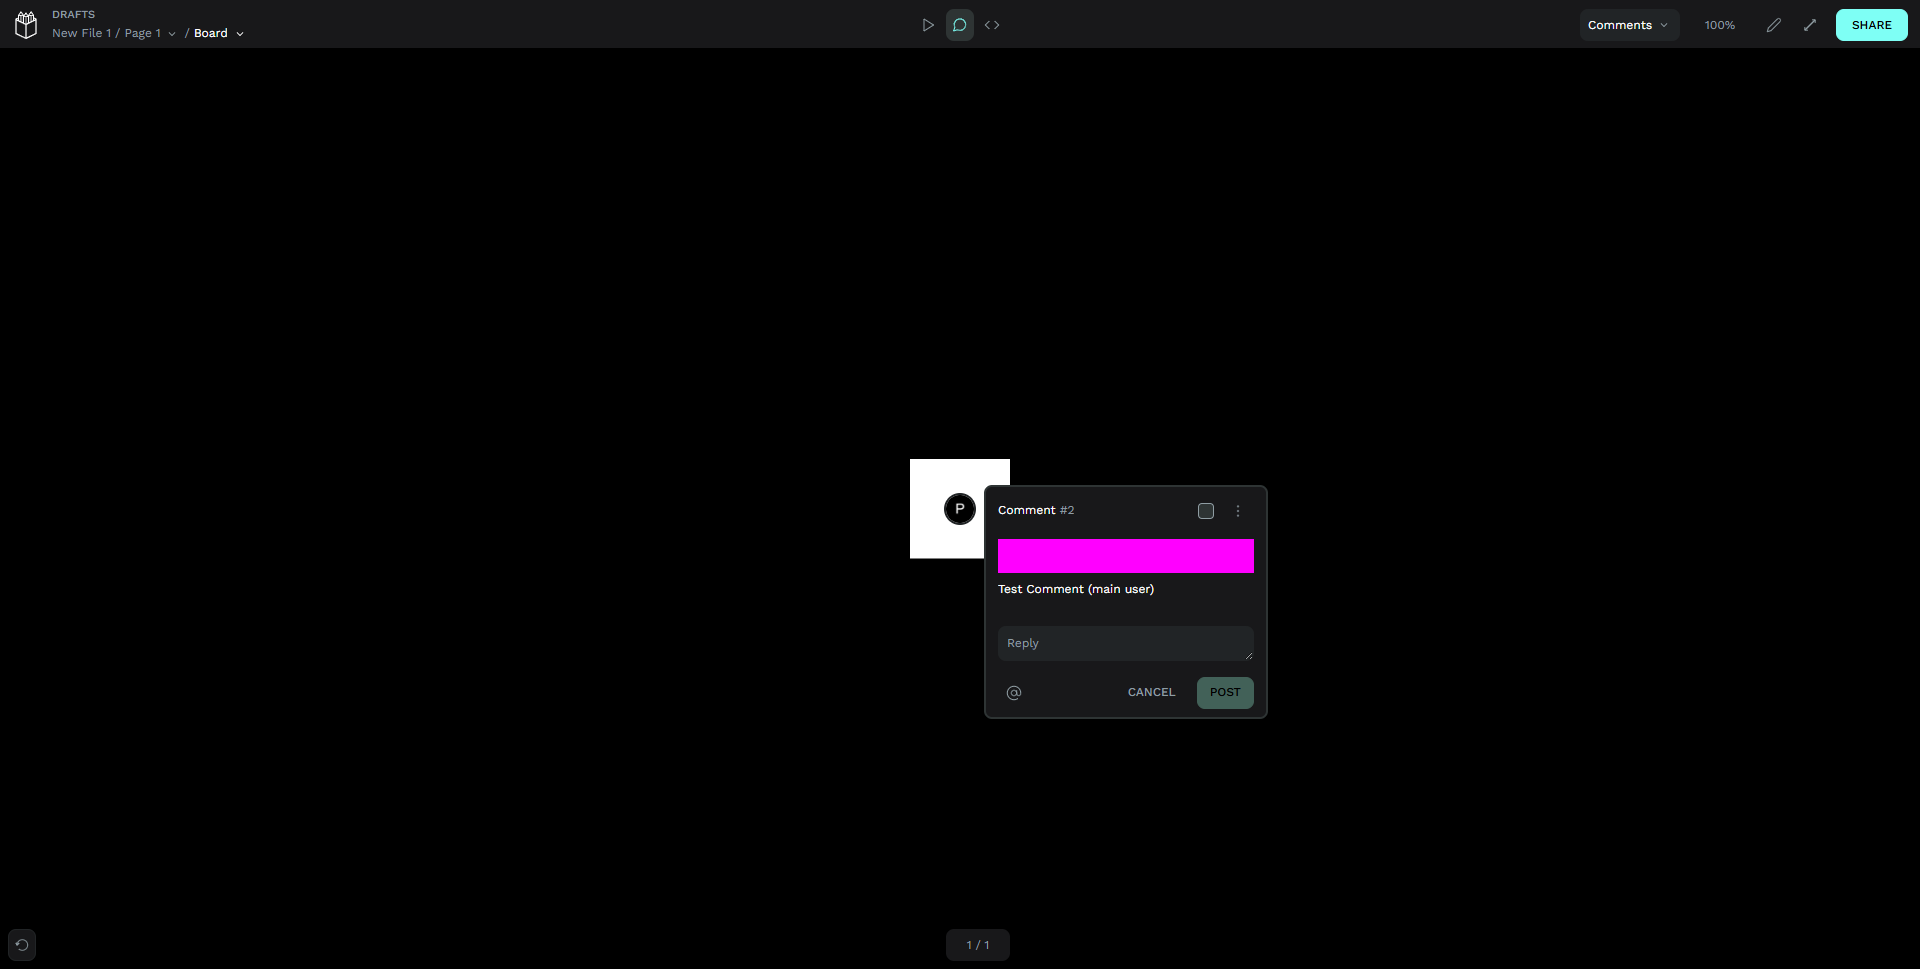 DRAFTS
New File 1 / Page 1 / Board
Comments
100%
SHARE
P
Comment #2
Test Comment (main user)
Reply
CANCEL
POST
1 / 1